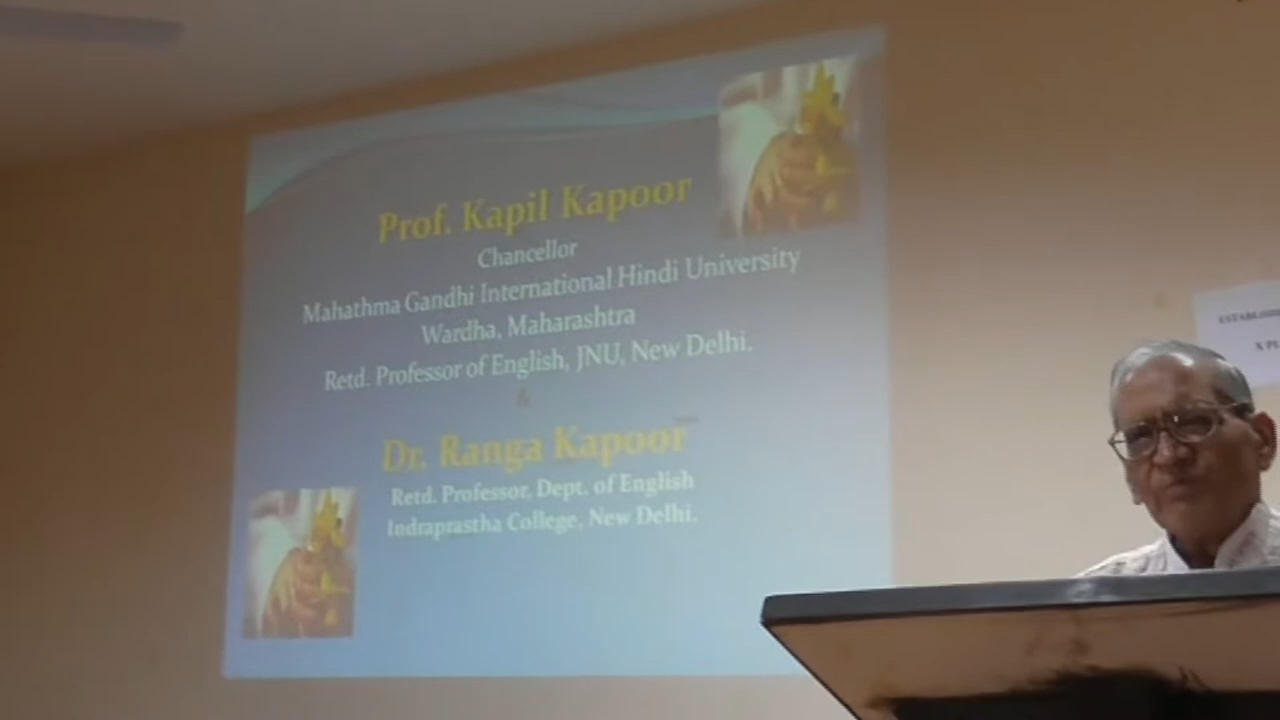 Prof. Kapil Kapoor
Chancellor
Mahathma Gandhi International Hindi University
Wardha, Maharashtra
Retd. Professor of English, JNU, New Delhi.
&
Dr. Ranga Kapoor
Retd. Professor, Dept. of English
Indraprastha College, New Delhi.